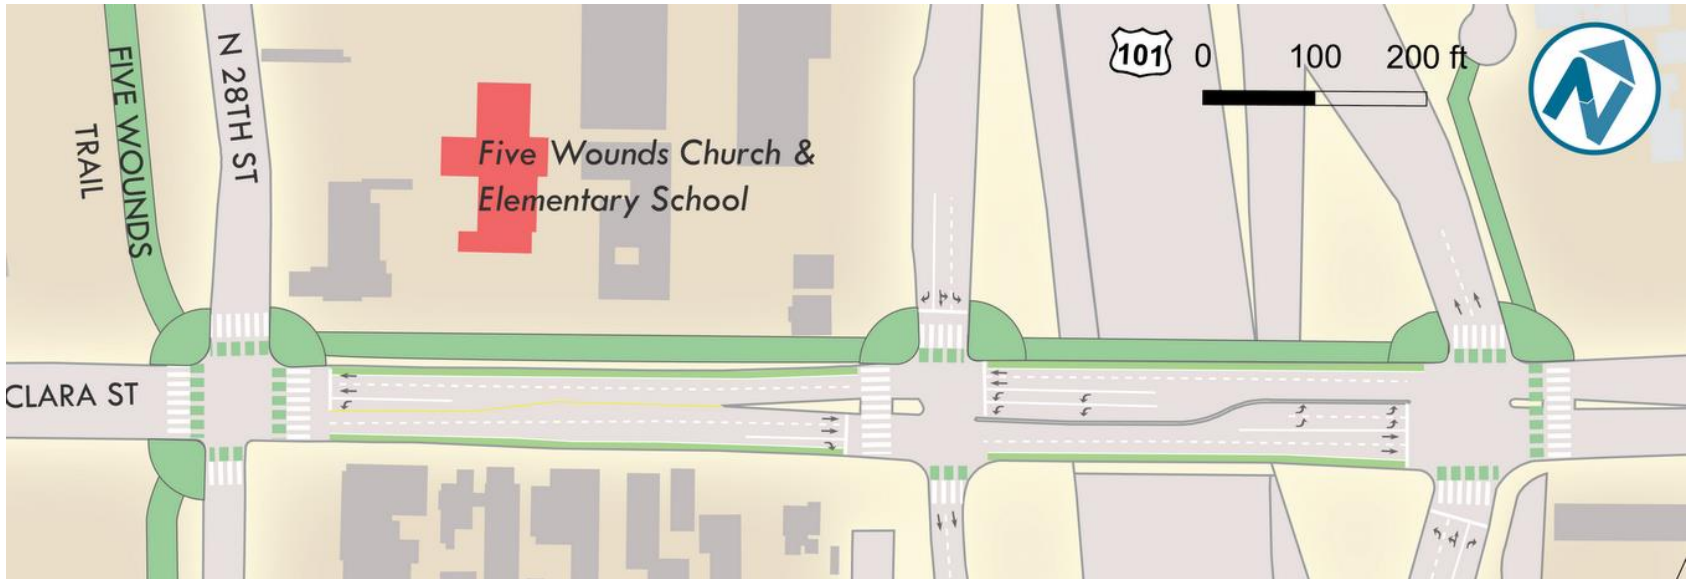 FIVE WOUNDS
TRAIL
N 28TH ST
Five Wounds Church &
Elementary School
101
0 100 200 ft
N
CLARA ST